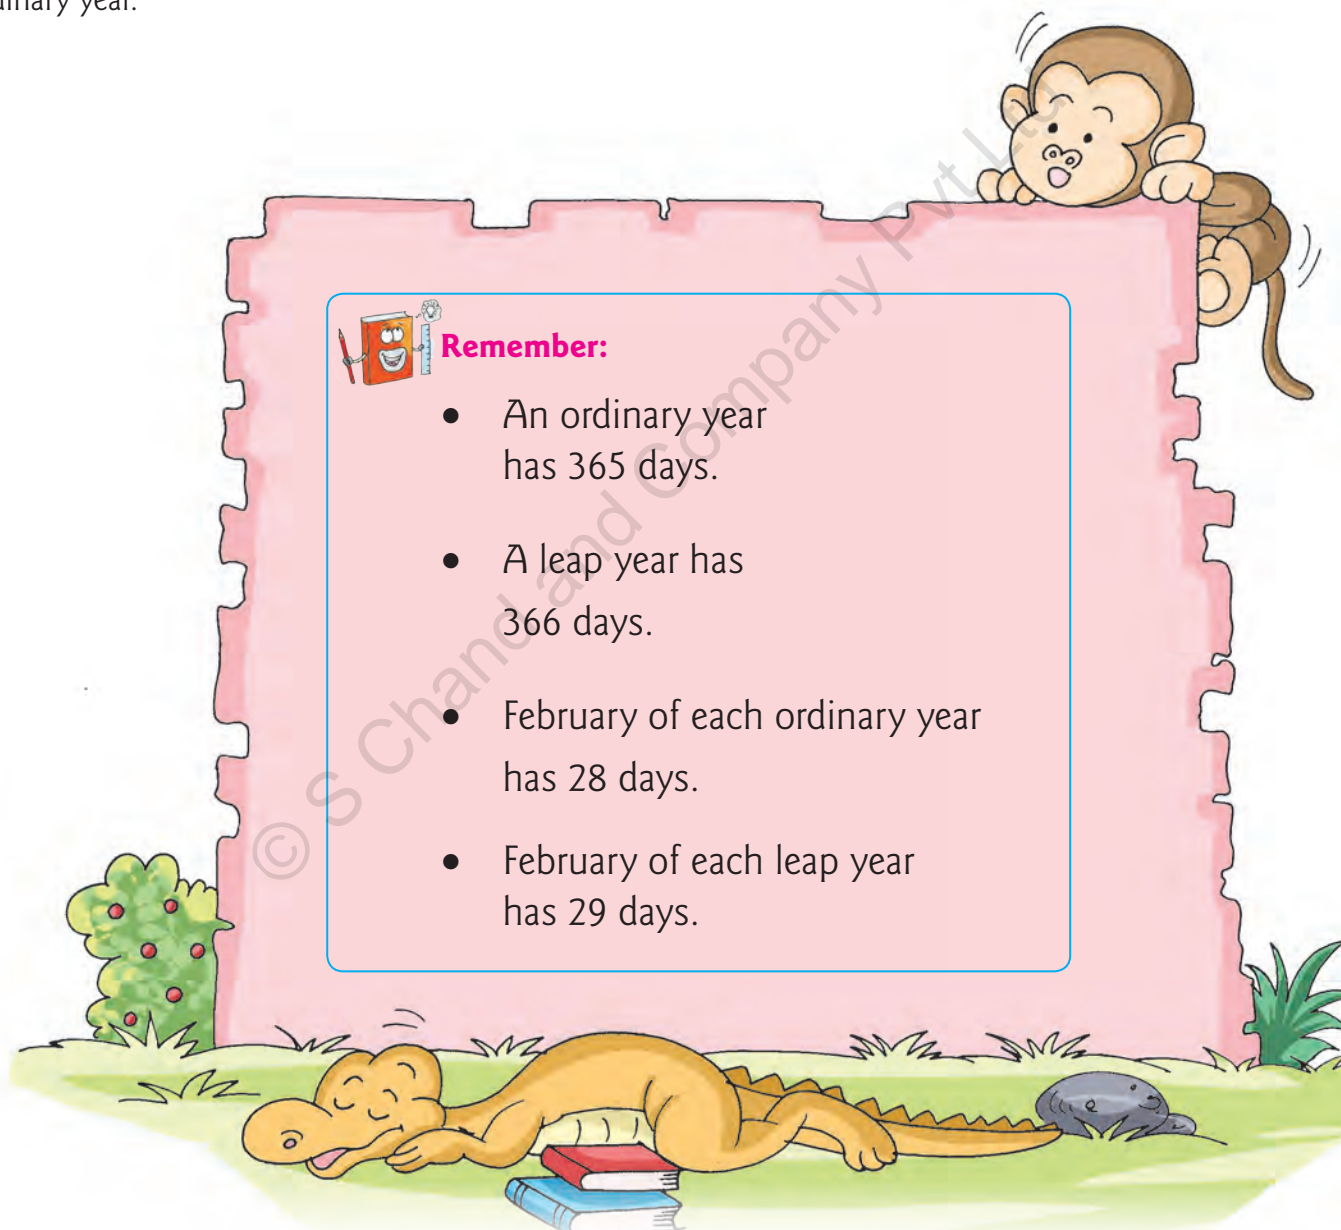 dinary year.
Remember:
• An ordinary year
has 365 days.
• A leap year has
366 days.
• February of each ordinary year
has 28 days.
• February of each leap year
has 29 days.
© S Chand and Company Pvt Ltd